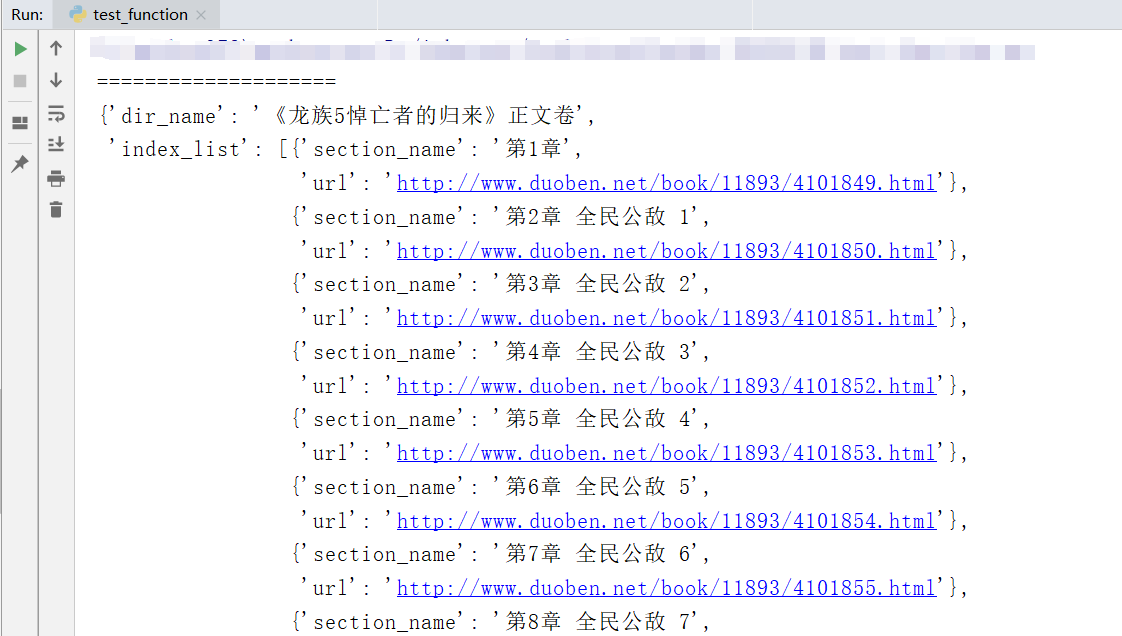 Run:
test_function
====================
{'dir_name': '《龙族5悼亡者的归来》正文卷',
'index_list': [{'section_name': '第1章',
'url': 'http://www.duoben.net/book/11893/4101849.html'},
{'section_name': '第2章 全民公敌 1',
'url': 'http://www.duoben.net/book/11893/4101850.html'},
{'section_name': '第3章 全民公敌 2',
'url': 'http://www.duoben.net/book/11893/4101851.html'},
{'section_name': '第4章 全民公敌 3',
'url': 'http://www.duoben.net/book/11893/4101852.html'},
{'section_name': '第5章 全民公敌 4',
'url': 'http://www.duoben.net/book/11893/4101853.html'},
{'section_name': '第6章 全民公敌 5',
'url': 'http://www.duoben.net/book/11893/4101854.html'},
{'section_name': '第7章 全民公敌 6',
'url': 'http://www.duoben.net/book/11893/4101855.html'},
{'section_name': '第8章 全民公敌 7',